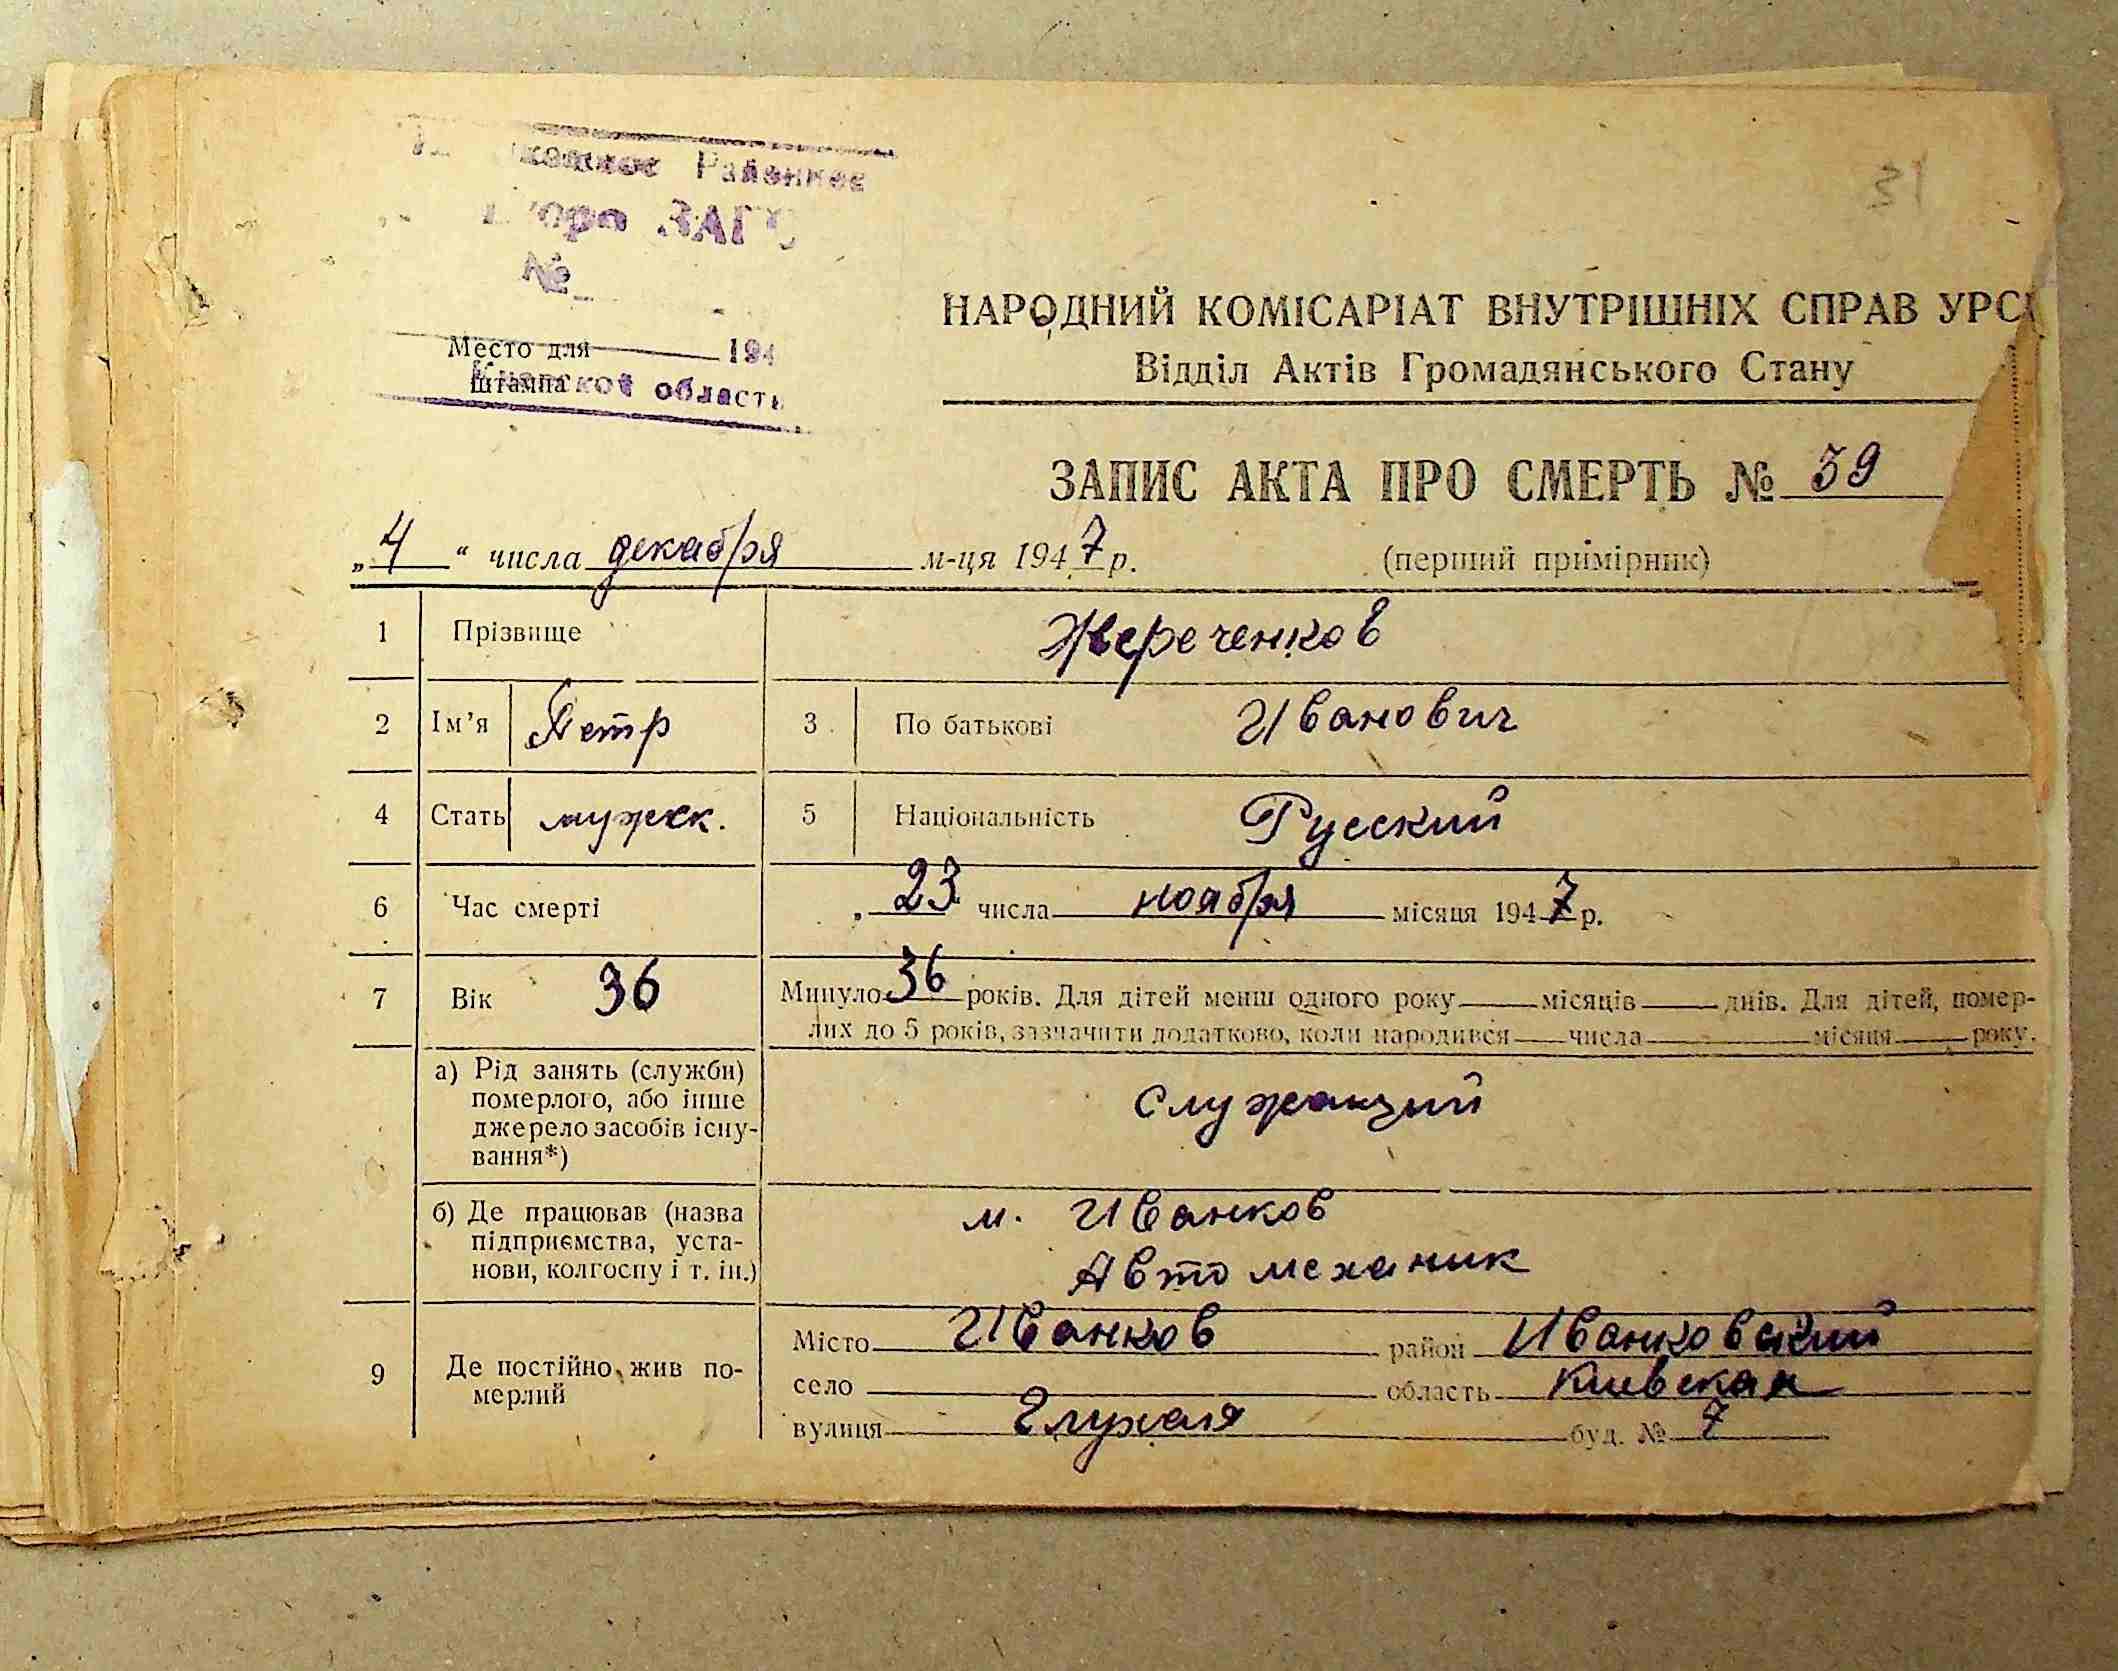 Районное
Бюро ЗАГС
№
31
Место для 194
штампа
Киевской область
НАРОДНИЙ КОМІСАРІАТ ВНУТРІШНІХ СПРАВ УРС
Відділ Актів Громадянського Стану
ЗАПИС АКТА ПРО СМЕРТЬ № 39
„4“ числа декабря м-ця 1947 р. (перший примірник)
1 Прізвище Жереченков
2 Ім’я Петр 3 По батькові Иванович
4 Стать мужск. 5 Національність Русский
6 Час смерті „23 числа ноября місяця 1947 р.
7 Вік 36 Минуло 36 років. Для дітей менш одного року місяців днів. Для дітей, помер-
лих до 5 років, зазначити додатково, коли народився числа місяця року.
а) Рід занять (служби)
померлого, або інше
джерело засобів існу-
вання*)
Служащий
б) Де працював (назва
підприємства, уста-
нови, колгоспу і т. ін.)
м. Иванков
Автомеханик
9 Де постійно жив по-
мерлий
Місто Иванков район Иванковский
село область Киевская
вулиця Глухая буд. № 7